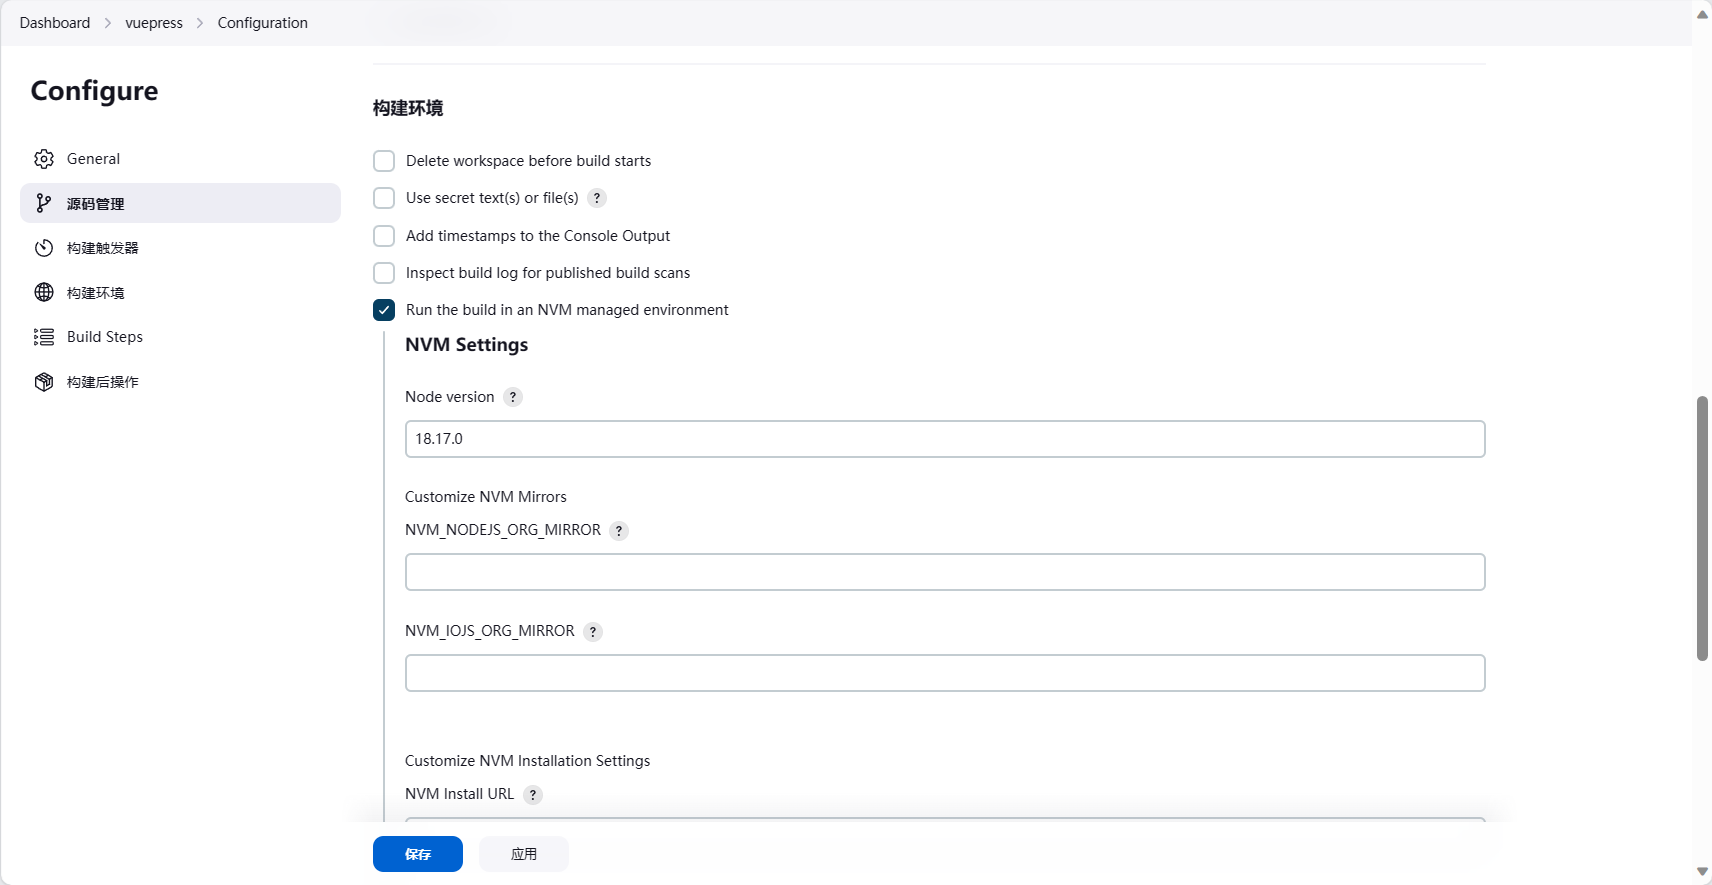 Dashboard > vuepress > Configuration
Configure
General
源码管理
构建触发器
构建环境
Build Steps
构建后操作
构建环境
Delete workspace before build starts
Use secret text(s) or file(s) ?
Add timestamps to the Console Output
Inspect build log for published build scans
Run the build in an NVM managed environment
NVM Settings
Node version ?
18.17.0
Customize NVM Mirrors
NVM_NODEJS_ORG_MIRROR ?
NVM_IOJS_ORG_MIRROR ?
Customize NVM Installation Settings
NVM Install URL ?
保存
应用